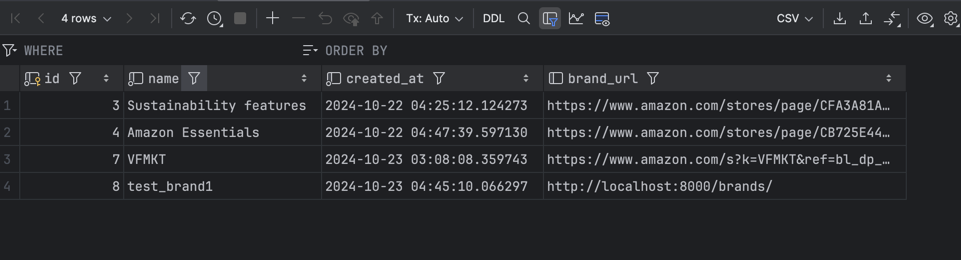 4 rows Tx: Auto DDL CSV
WHERE ORDER BY
id name created_at brand_url
1 3 Sustainability features 2024-10-22 04:25:12.124273 https://www.amazon.com/stores/page/CFA3A81A…
2 4 Amazon Essentials 2024-10-22 04:47:39.597130 https://www.amazon.com/stores/page/CB725E44…
3 7 VFMKT 2024-10-23 03:08:08.359743 https://www.amazon.com/s?k=VFMKT&ref=bl_dp_…
4 8 test_brand1 2024-10-23 04:45:10.066297 http://localhost:8000/brands/